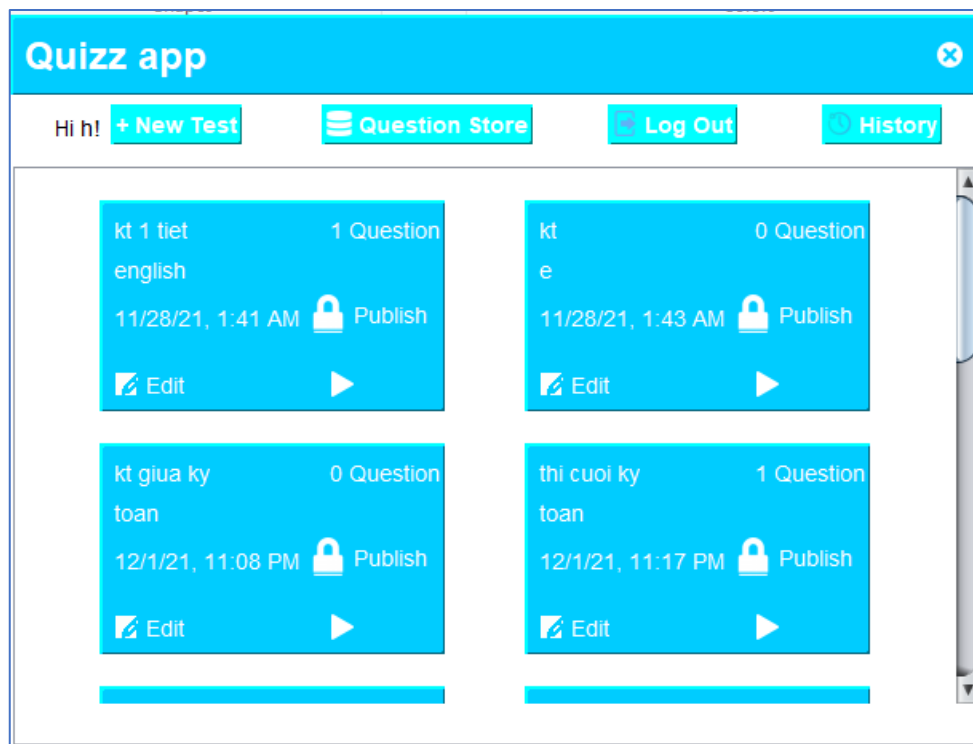 Quizz app
Hi h! + New Test Question Store Log Out History
kt 1 tiet 1 Question
english
11/28/21, 1:41 AM Publish
Edit
kt 0 Question
e
11/28/21, 1:43 AM Publish
Edit
kt giua ky 0 Question
toan
12/1/21, 11:08 PM Publish
Edit
thi cuoi ky 1 Question
toan
12/1/21, 11:17 PM Publish
Edit